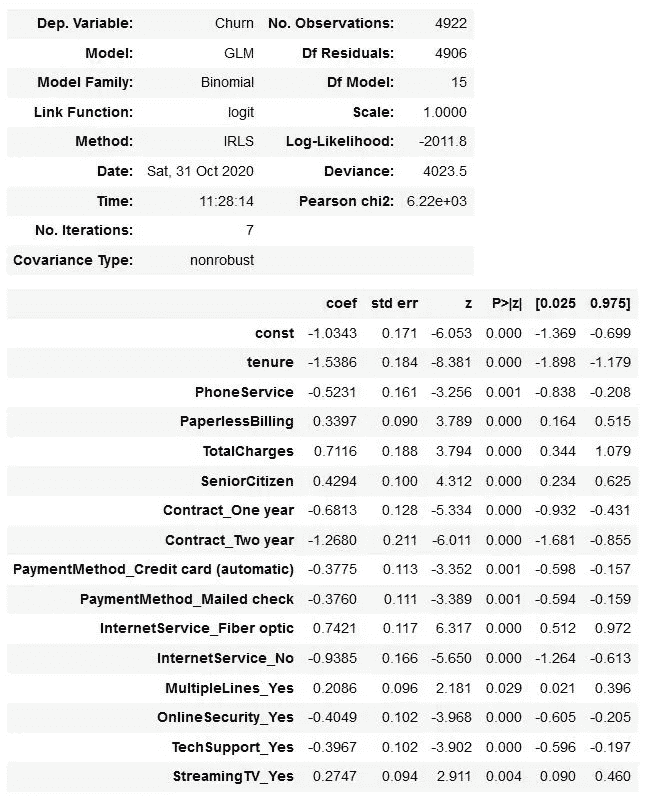 Dep. Variable: Churn No. Observations: 4922
Model: GLM Df Residuals: 4906
Model Family: Binomial Df Model: 15
Link Function: logit Scale: 1.0000
Method: IRLS Log-Likelihood: -2011.8
Date: Sat, 31 Oct 2020 Deviance: 4023.5
Time: 11:28:14 Pearson chi2: 6.22e+03
No. Iterations: 7
Covariance Type: nonrobust
coef std err z P>|z| [0.025 0.975]
const -1.0343 0.171 -6.053 0.000 -1.369 -0.699
tenure -1.5386 0.184 -8.381 0.000 -1.898 -1.179
PhoneService -0.5231 0.161 -3.256 0.001 -0.838 -0.208
PaperlessBilling 0.3397 0.090 3.789 0.000 0.164 0.515
TotalCharges 0.7116 0.188 3.794 0.000 0.344 1.079
SeniorCitizen 0.4294 0.100 4.312 0.000 0.234 0.625
Contract_One year -0.6813 0.128 -5.334 0.000 -0.932 -0.431
Contract_Two year -1.2680 0.211 -6.011 0.000 -1.681 -0.855
PaymentMethod_Credit card (automatic) -0.3775 0.113 -3.352 0.001 -0.598 -0.157
PaymentMethod_Mailed check -0.3760 0.111 -3.389 0.001 -0.594 -0.159
InternetService_Fiber optic 0.7421 0.117 6.317 0.000 0.512 0.972
InternetService_No -0.9385 0.166 -5.650 0.000 -1.264 -0.613
MultipleLines_Yes 0.2086 0.096 2.181 0.029 0.021 0.396
OnlineSecurity_Yes -0.4049 0.102 -3.968 0.000 -0.605 -0.205
TechSupport_Yes -0.3967 0.102 -3.902 0.000 -0.596 -0.197
StreamingTV_Yes 0.2747 0.094 2.911 0.004 0.090 0.460